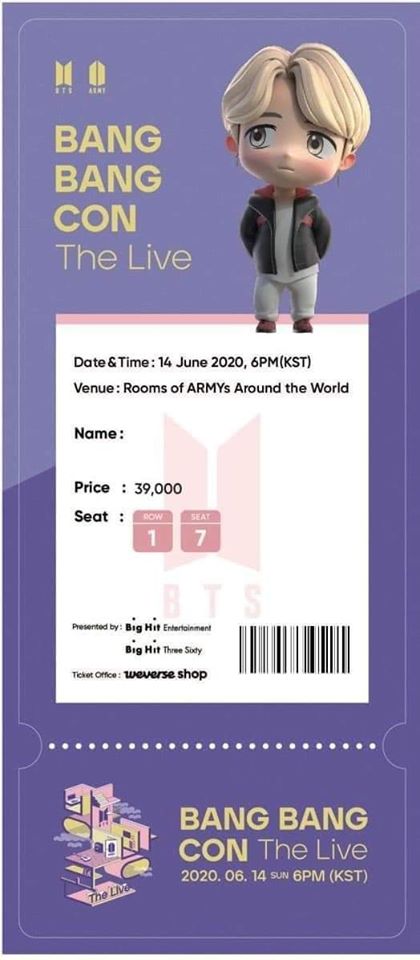 BTS ARMY
BANG
BANG
CON
The Live
Date & Time : 14 June 2020, 6PM(KST)
Venue : Rooms of ARMYs Around the World
Name :
Price : 39,000
Seat : ROW 1 SEAT 7
BTS
Presented by : Big Hit Entertainment
Big Hit Three Sixty
Ticket Office : weverse shop
The Live
BANG BANG
CON The Live
2020. 06. 14 SUN 6PM (KST)